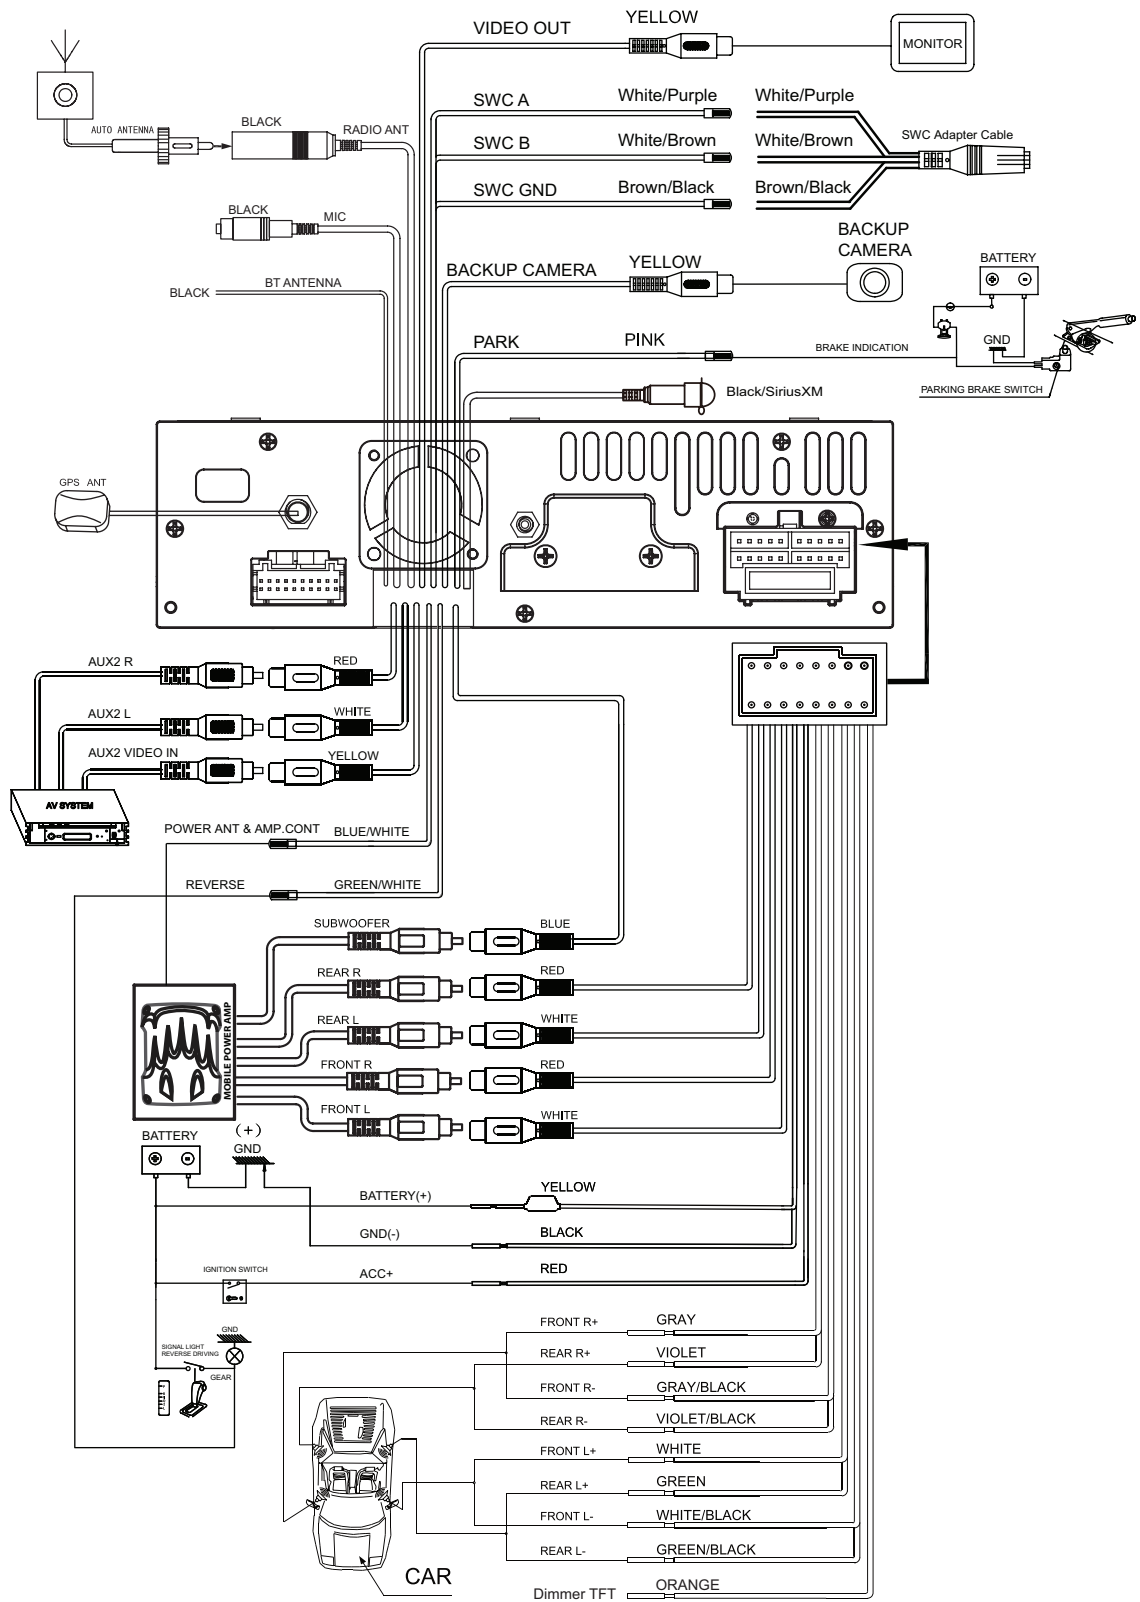 VIDEO OUT
YELLOW
MONITOR
SWC A
White/Purple
White/Purple
AUTO ANTENNA
BLACK
RADIO ANT
SWC B
White/Brown
White/Brown
SWC Adapter Cable
SWC GND
Brown/Black
Brown/Black
BLACK
MIC
BACKUP
CAMERA
BACKUP CAMERA
YELLOW
BATTERY
BT ANTENNA
BLACK
PARK
PINK
BRAKE INDICATION
GND
PARKING BRAKE SWITCH
Black/SiriusXM
GPS ANT
AUX2 R
RED
AUX2 L
WHITE
AUX2 VIDEO IN
YELLOW
AV SYSTEM
POWER ANT & AMP.CONT
BLUE/WHITE
REVERSE
GREEN/WHITE
SUBWOOFER
BLUE
REAR R
RED
REAR L
WHITE
FRONT R
RED
FRONT L
WHITE
MOBILE POWER AMP
BATTERY
(+)
GND
BATTERY(+)
YELLOW
GND(-)
BLACK
IGNITION SWITCH
ACC+
RED
GND
SIGNAL LIGHT
REVERSE DRIVING
GEAR
FRONT R+
GRAY
REAR R+
VIOLET
FRONT R-
GRAY/BLACK
REAR R-
VIOLET/BLACK
FRONT L+
WHITE
REAR L+
GREEN
FRONT L-
WHITE/BLACK
REAR L-
GREEN/BLACK
CAR
Dimmer TFT
ORANGE